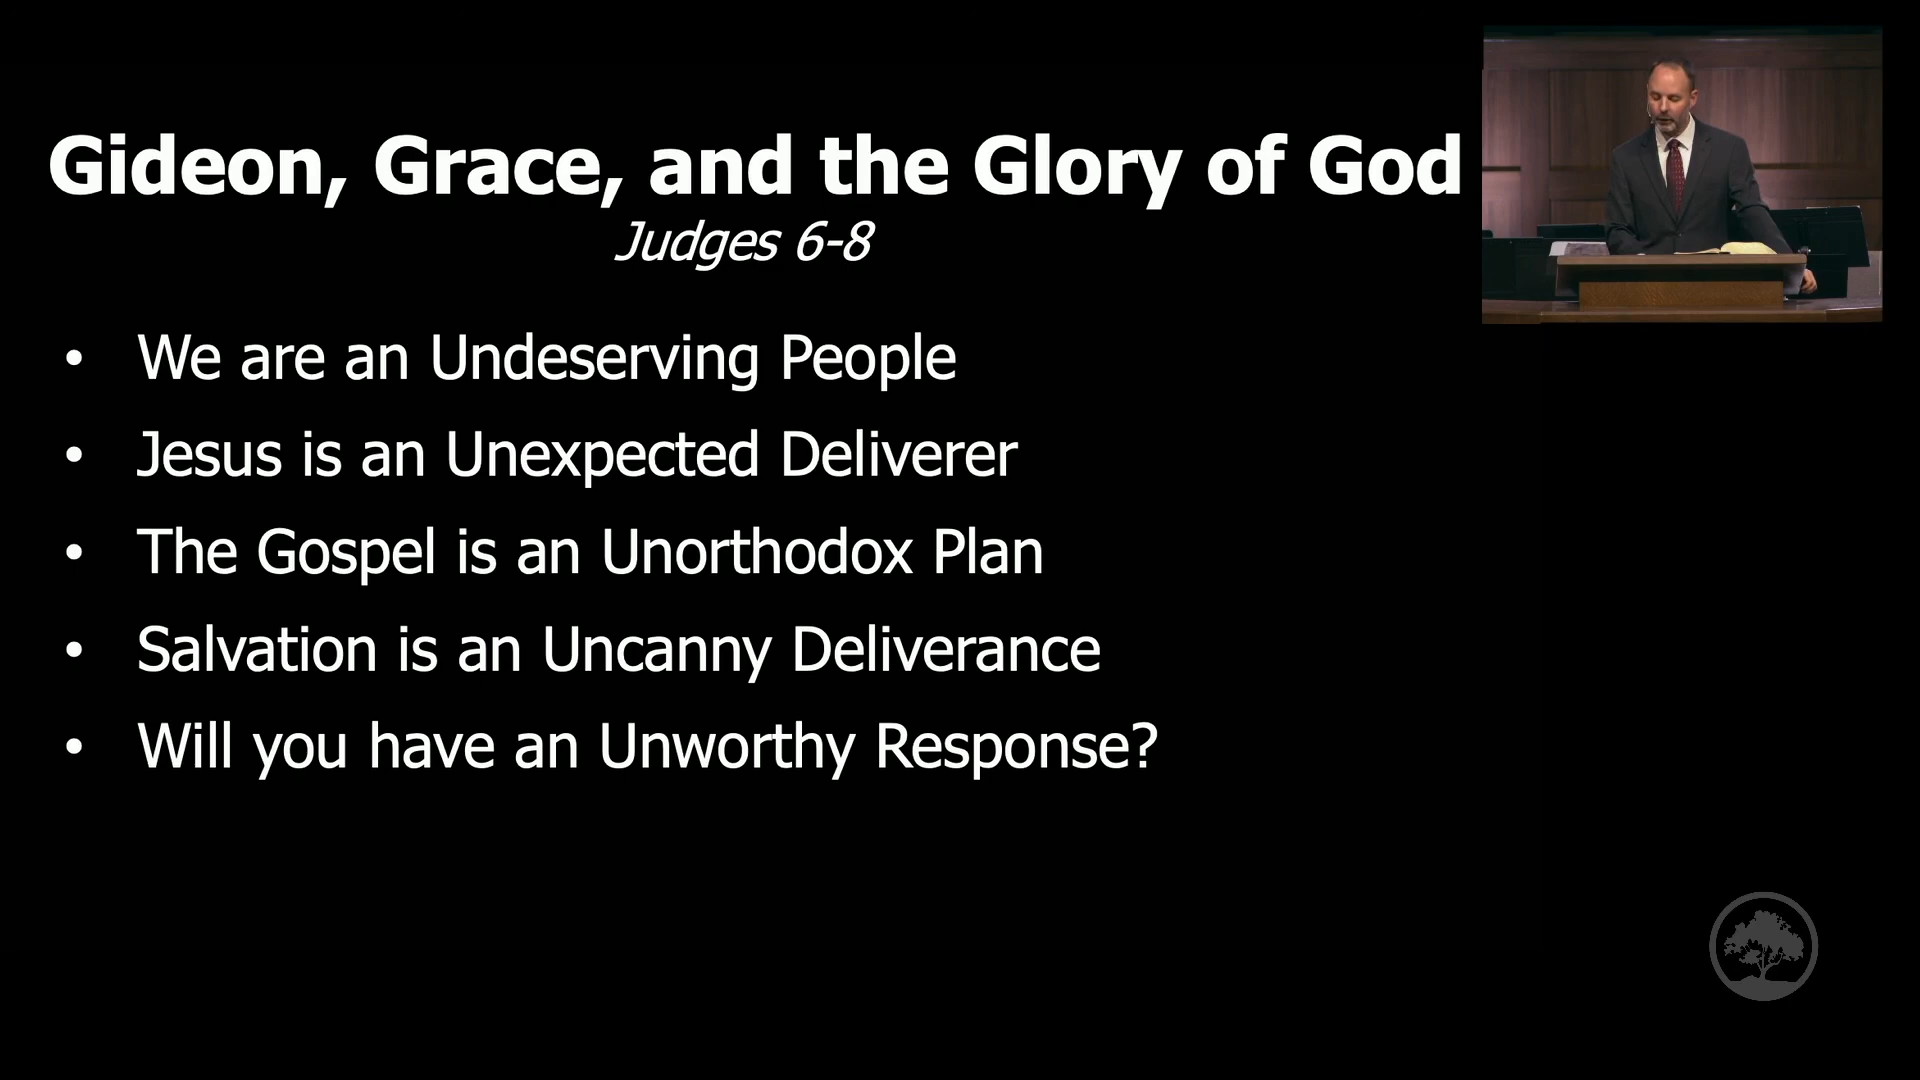 Gideon, Grace, and the Glory of God
Judges 6-8
• We are an Undeserving People
• Jesus is an Unexpected Deliverer
• The Gospel is an Unorthodox Plan
• Salvation is an Uncanny Deliverance
• Will you have an Unworthy Response?